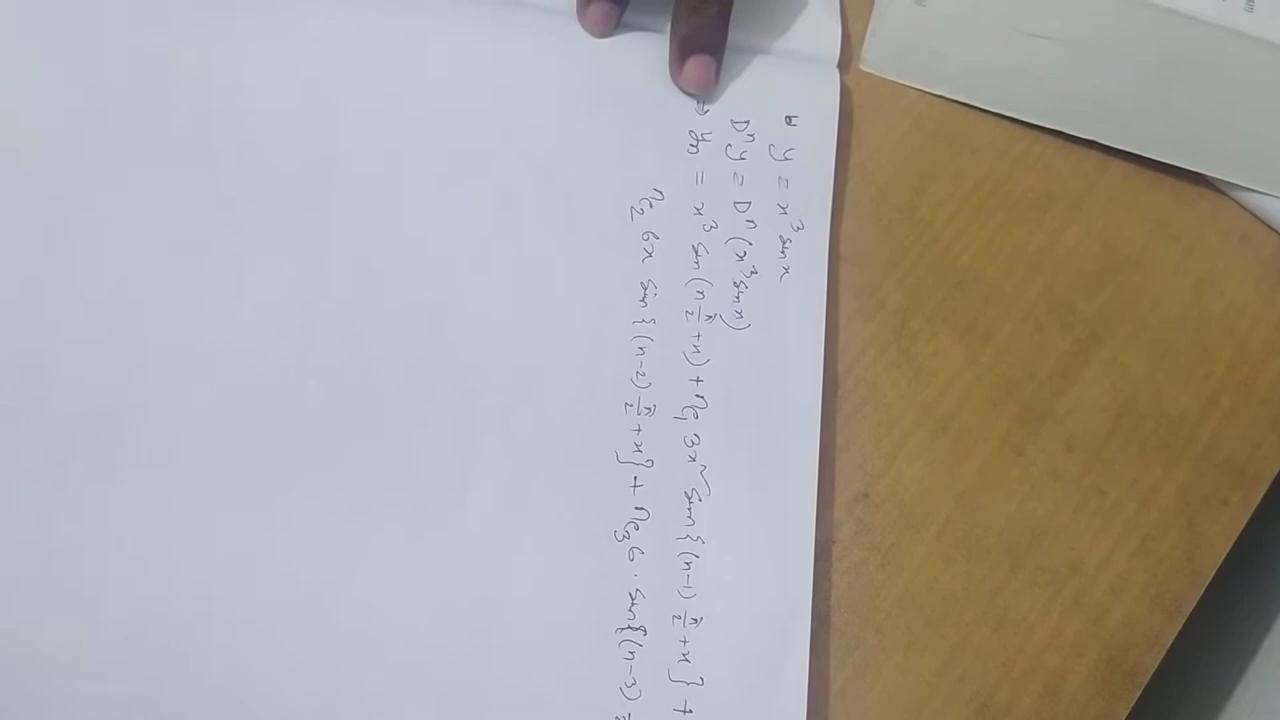 y = x³ sin x
Dⁿy = Dⁿ(x³ sin x)
⇒ yₙ = x³ sin(n π/2 + x) + ⁿc₁ 3x² sin{(n-1) π/2 + x} +
ⁿc₂ 6x sin{(n-2) π/2 + x} + ⁿc₃ 6 · sin{(n-3)